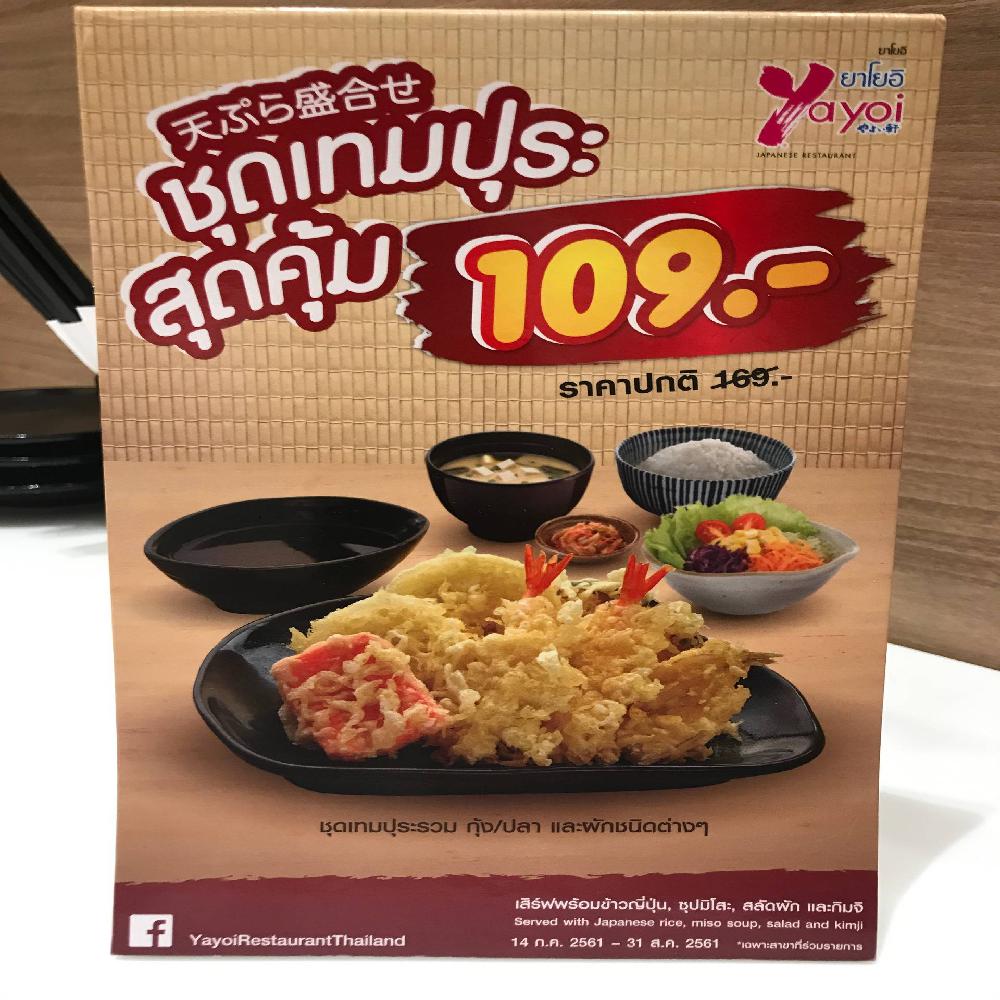 ยาโยอิ
ยาโยอิ
Yayoi
やよい軒
JAPANESE RESTAURANT
天ぷら盛合せ
ชุดเทมปุระ
สุดคุ้ม
109.-
ราคาปกติ 169.-
ชุดเทมปุระรวม กุ้ง/ปลา และผักชนิดต่างๆ
เสิร์ฟพร้อมข้าวญี่ปุ่น, ซุปมิโสะ, สลัดผัก และกิมจิ
Served with Japanese rice, miso soup, salad and kimji
14 ก.ค. 2561 – 31 ส.ค. 2561 *เฉพาะสาขาที่ร่วมรายการ
YayoiRestaurantThailand